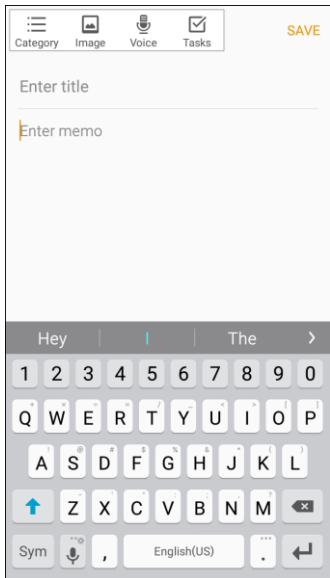 Category Image Voice Tasks SAVE
Enter title
Enter memo
Hey I The >
1 2 3 4 5 6 7 8 9 0
Q W E R T Y U I O P
A S D F G H J K L
Z X C V B N M
Sym , English(US) .